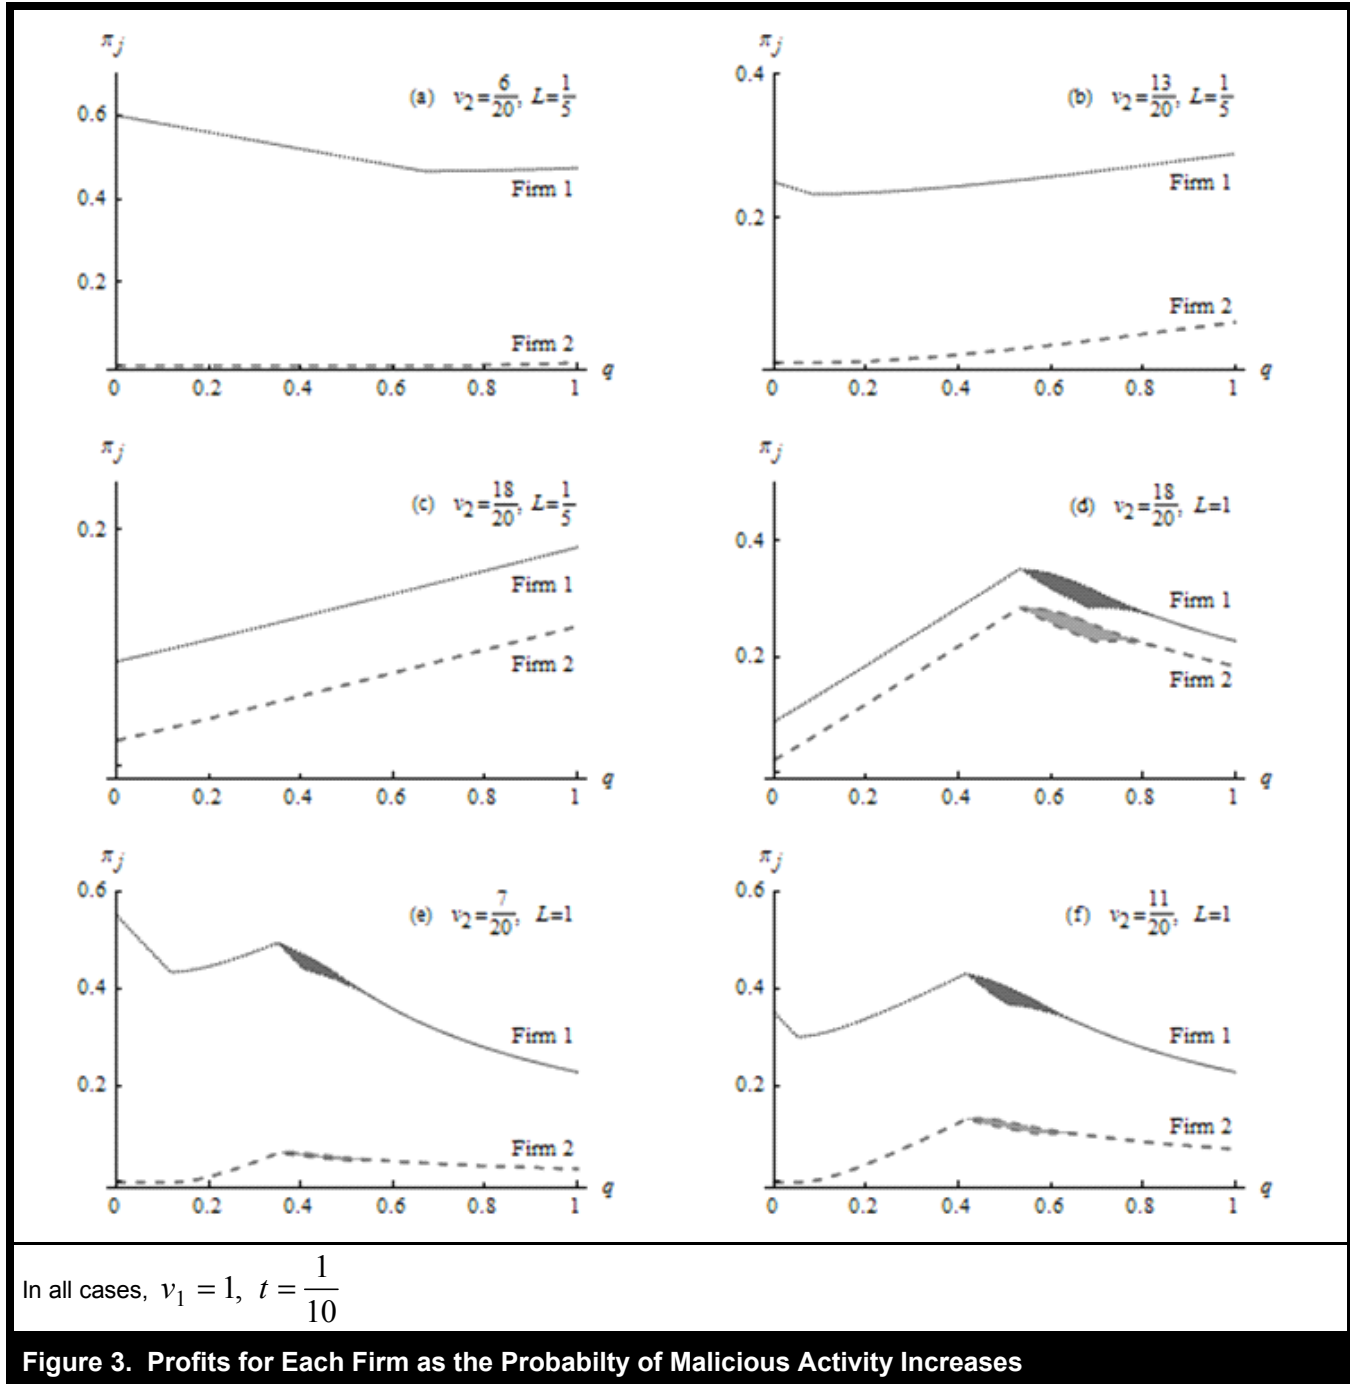 π_j
(a) v₂=6/20, L=1/5
0.6
0.4
0.2
Firm 1
Firm 2
0 0.2 0.4 0.6 0.8 1 q
π_j
(b) v₂=13/20, L=1/5
0.4
0.2
Firm 1
Firm 2
0 0.2 0.4 0.6 0.8 1 q
π_j
(c) v₂=18/20, L=1/5
0.2
Firm 1
Firm 2
0 0.2 0.4 0.6 0.8 1 q
π_j
(d) v₂=18/20, L=1
0.4
0.2
Firm 1
Firm 2
0 0.2 0.4 0.6 0.8 1 q
π_j
(e) v₂=7/20, L=1
0.6
0.4
0.2
Firm 1
Firm 2
0 0.2 0.4 0.6 0.8 1 q
π_j
(f) v₂=11/20, L=1
0.6
0.4
0.2
Firm 1
Firm 2
0 0.2 0.4 0.6 0.8 1 q
In all cases, v₁ = 1, t = 1/10
Figure 3. Profits for Each Firm as the Probabilty of Malicious Activity Increases